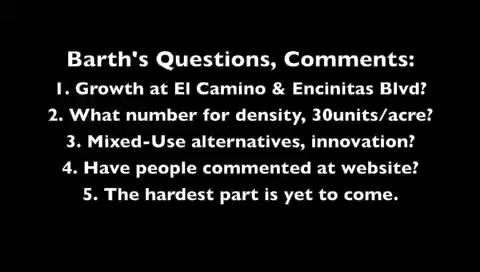 Barth's Questions, Comments:
1. Growth at El Camino & Encinitas Blvd?
2. What number for density, 30units/acre?
3. Mixed-Use alternatives, innovation?
4. Have people commented at website?
5. The hardest part is yet to come.